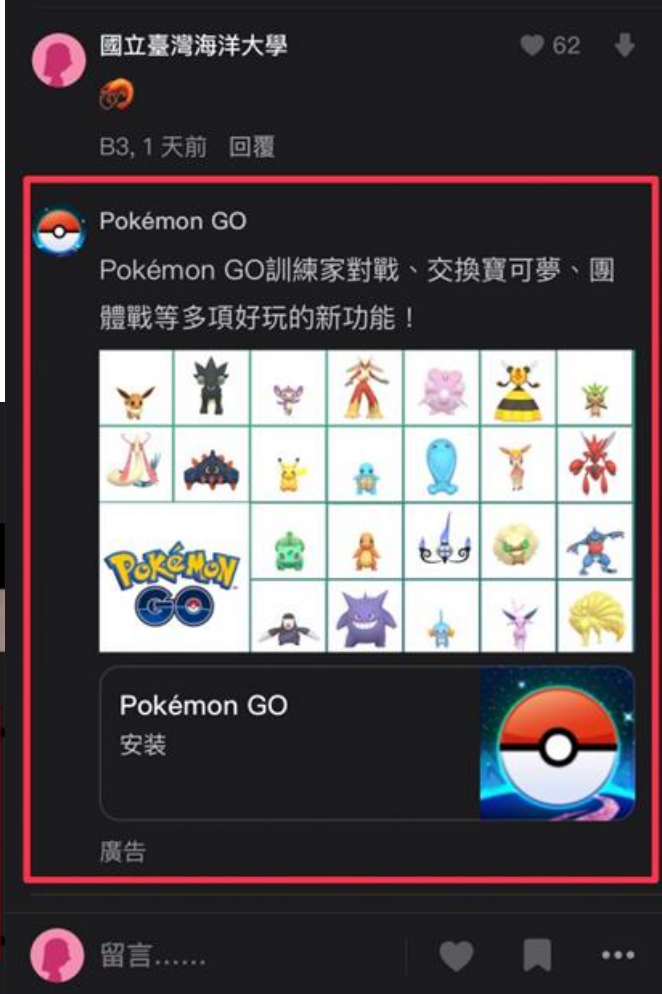 國立臺灣海洋大學
62
B3, 1 天前 回覆
Pokémon GO
Pokémon GO訓練家對戰、交換寶可夢、團
體戰等多項好玩的新功能！
POKÉMON
GO
Pokémon GO
安装
廣告
留言......